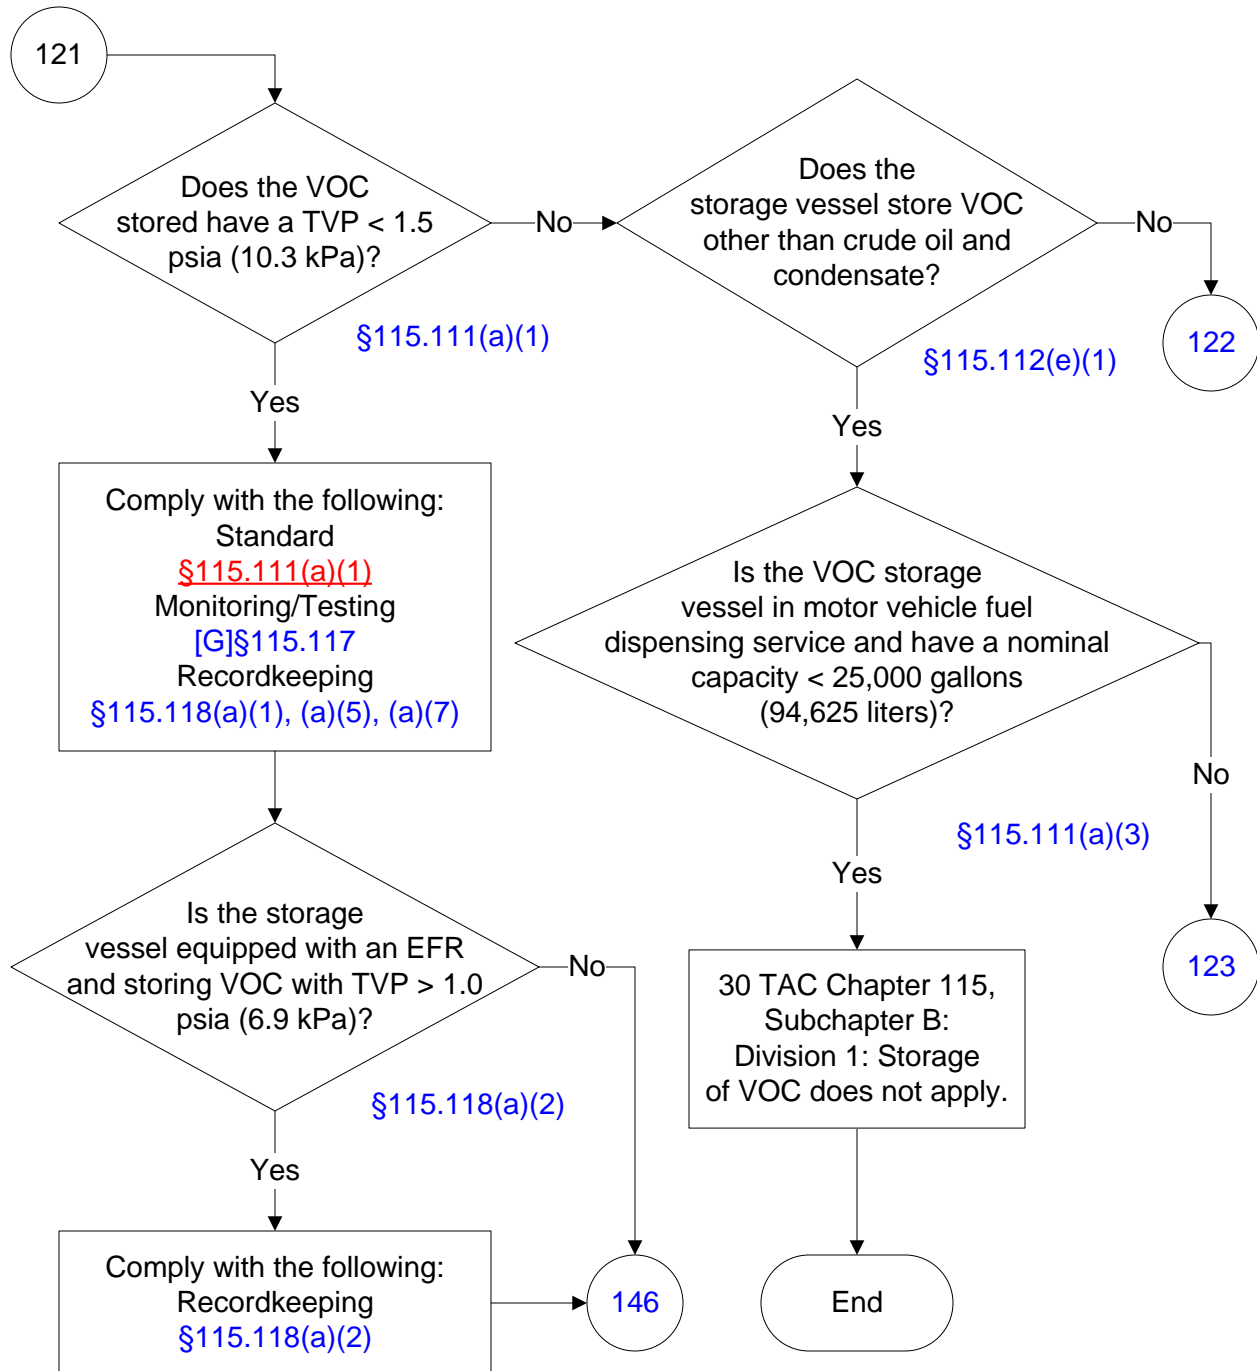 121
Does the VOC
stored have a TVP < 1.5
psia (10.3 kPa)?
No
§115.111(a)(1)
Yes
Does the
storage vessel store VOC
other than crude oil and
condensate?
No
122
§115.112(e)(1)
Yes
Comply with the following:
Standard
§115.111(a)(1)
Monitoring/Testing
[G]§115.117
Recordkeeping
§115.118(a)(1), (a)(5), (a)(7)
Is the VOC storage
vessel in motor vehicle fuel
dispensing service and have a nominal
capacity < 25,000 gallons
(94,625 liters)?
No
§115.111(a)(3)
Yes
123
Is the storage
vessel equipped with an EFR
and storing VOC with TVP > 1.0
psia (6.9 kPa)?
No
§115.118(a)(2)
Yes
30 TAC Chapter 115,
Subchapter B:
Division 1: Storage
of VOC does not apply.
Comply with the following:
Recordkeeping
§115.118(a)(2)
146
End